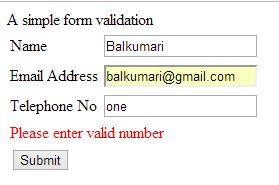 A simple form validation
Name Balkumari
Email Address balkumari@gmail.com
Telephone No one
Please enter valid number
Submit